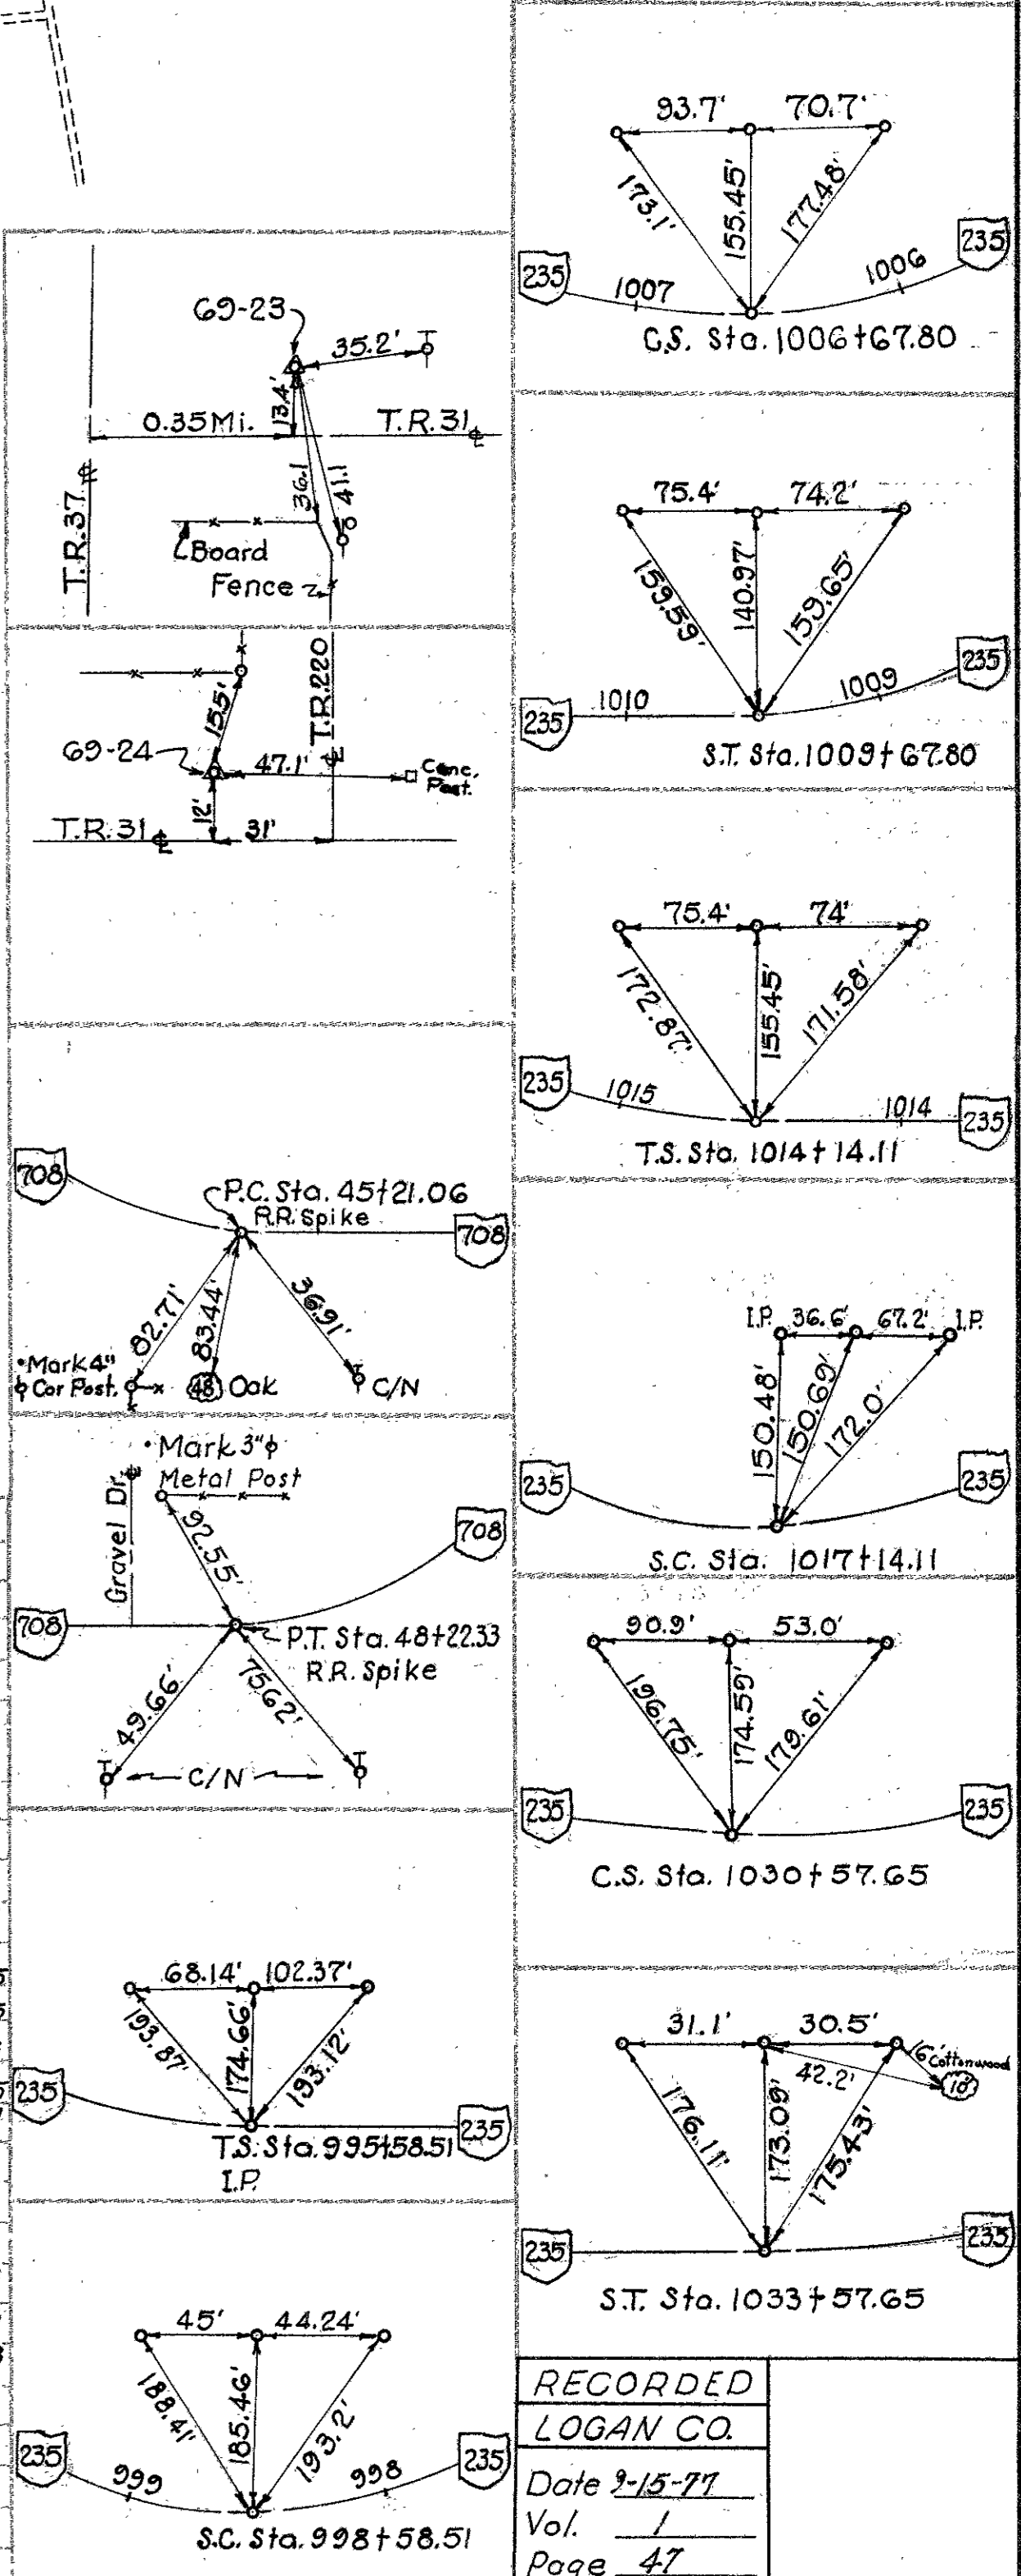 69-23
35.2'
13.4'
0.35Mi.
T.R.31 ℄
36.1
41.1
T.R.37 ℄
Board
Fence
15.5'
T.R.220 ℄
69-24
47.1'
Conc.
Post.
12'
T.R.31 ℄
31'
708
P.C. Sta. 45+21.06
R.R. Spike
708
82.71'
83.44'
36.91'
•Mark 4"
ϕ Cor Post.
48 Oak
C/N
•Mark 3"ϕ
Metal Post
Gravel Dr.
92.55'
708
708
P.T. Sta. 48+22.33
R.R. Spike
49.66'
75.62'
C/N
68.14' 102.37'
193.87'
174.66'
193.12'
235
235
T.S. Sta. 995+58.51
I.P.
45' 44.24'
188.41'
185.46'
193.2'
235
999
998
235
S.C. Sta. 998+58.51
93.7' 70.7'
173.1'
155.45'
177.48'
235
1007
1006
235
C.S. Sta. 1006+67.80
75.4' 74.2'
159.59'
140.97'
159.65'
235
1010
1009
235
S.T. Sta. 1009+67.80
75.4' 74'
172.87'
155.45'
171.58'
235
1015
1014
235
T.S. Sta. 1014+14.11
I.P. 36.6' 67.2' I.P.
150.48'
150.69'
172.0'
235
235
S.C. Sta. 1017+14.11
90.9' 53.0'
196.75'
174.59'
179.61'
235
235
C.S. Sta. 1030+57.65
31.1' 30.5'
6' Cottonwood
42.2'
18"
176.11'
173.09'
175.43'
235
235
S.T. Sta. 1033+57.65
RECORDED
LOGAN CO.
Date 9-15-77
Vol. 1
Page 47